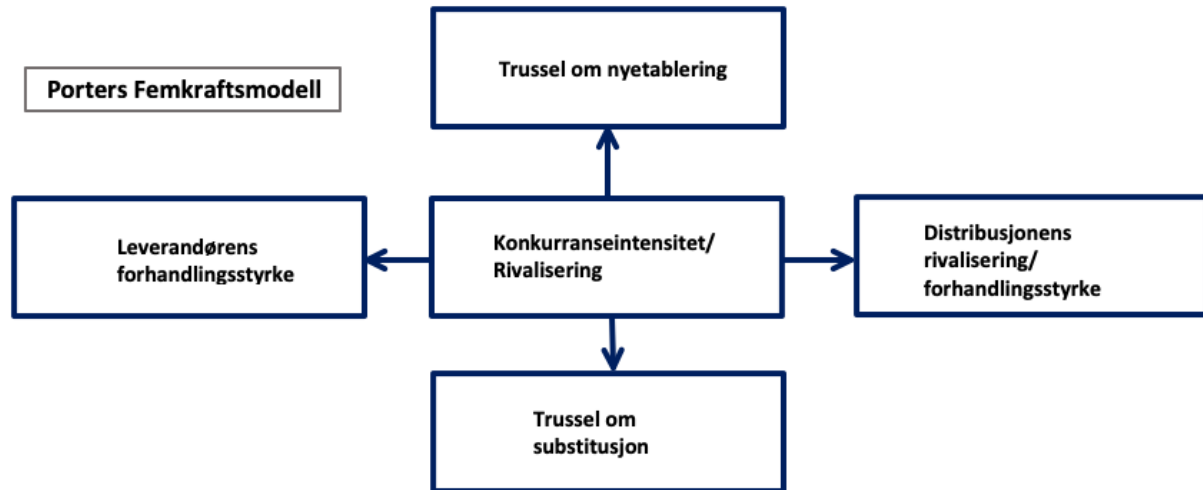 Trussel om nyetablering
Porters Femkraftsmodell
Leverandørens
forhandlingsstyrke
Konkurranseintensitet/
Rivalisering
Distribusjonens
rivalisering/
forhandlingsstyrke
Trussel om
substitusjon